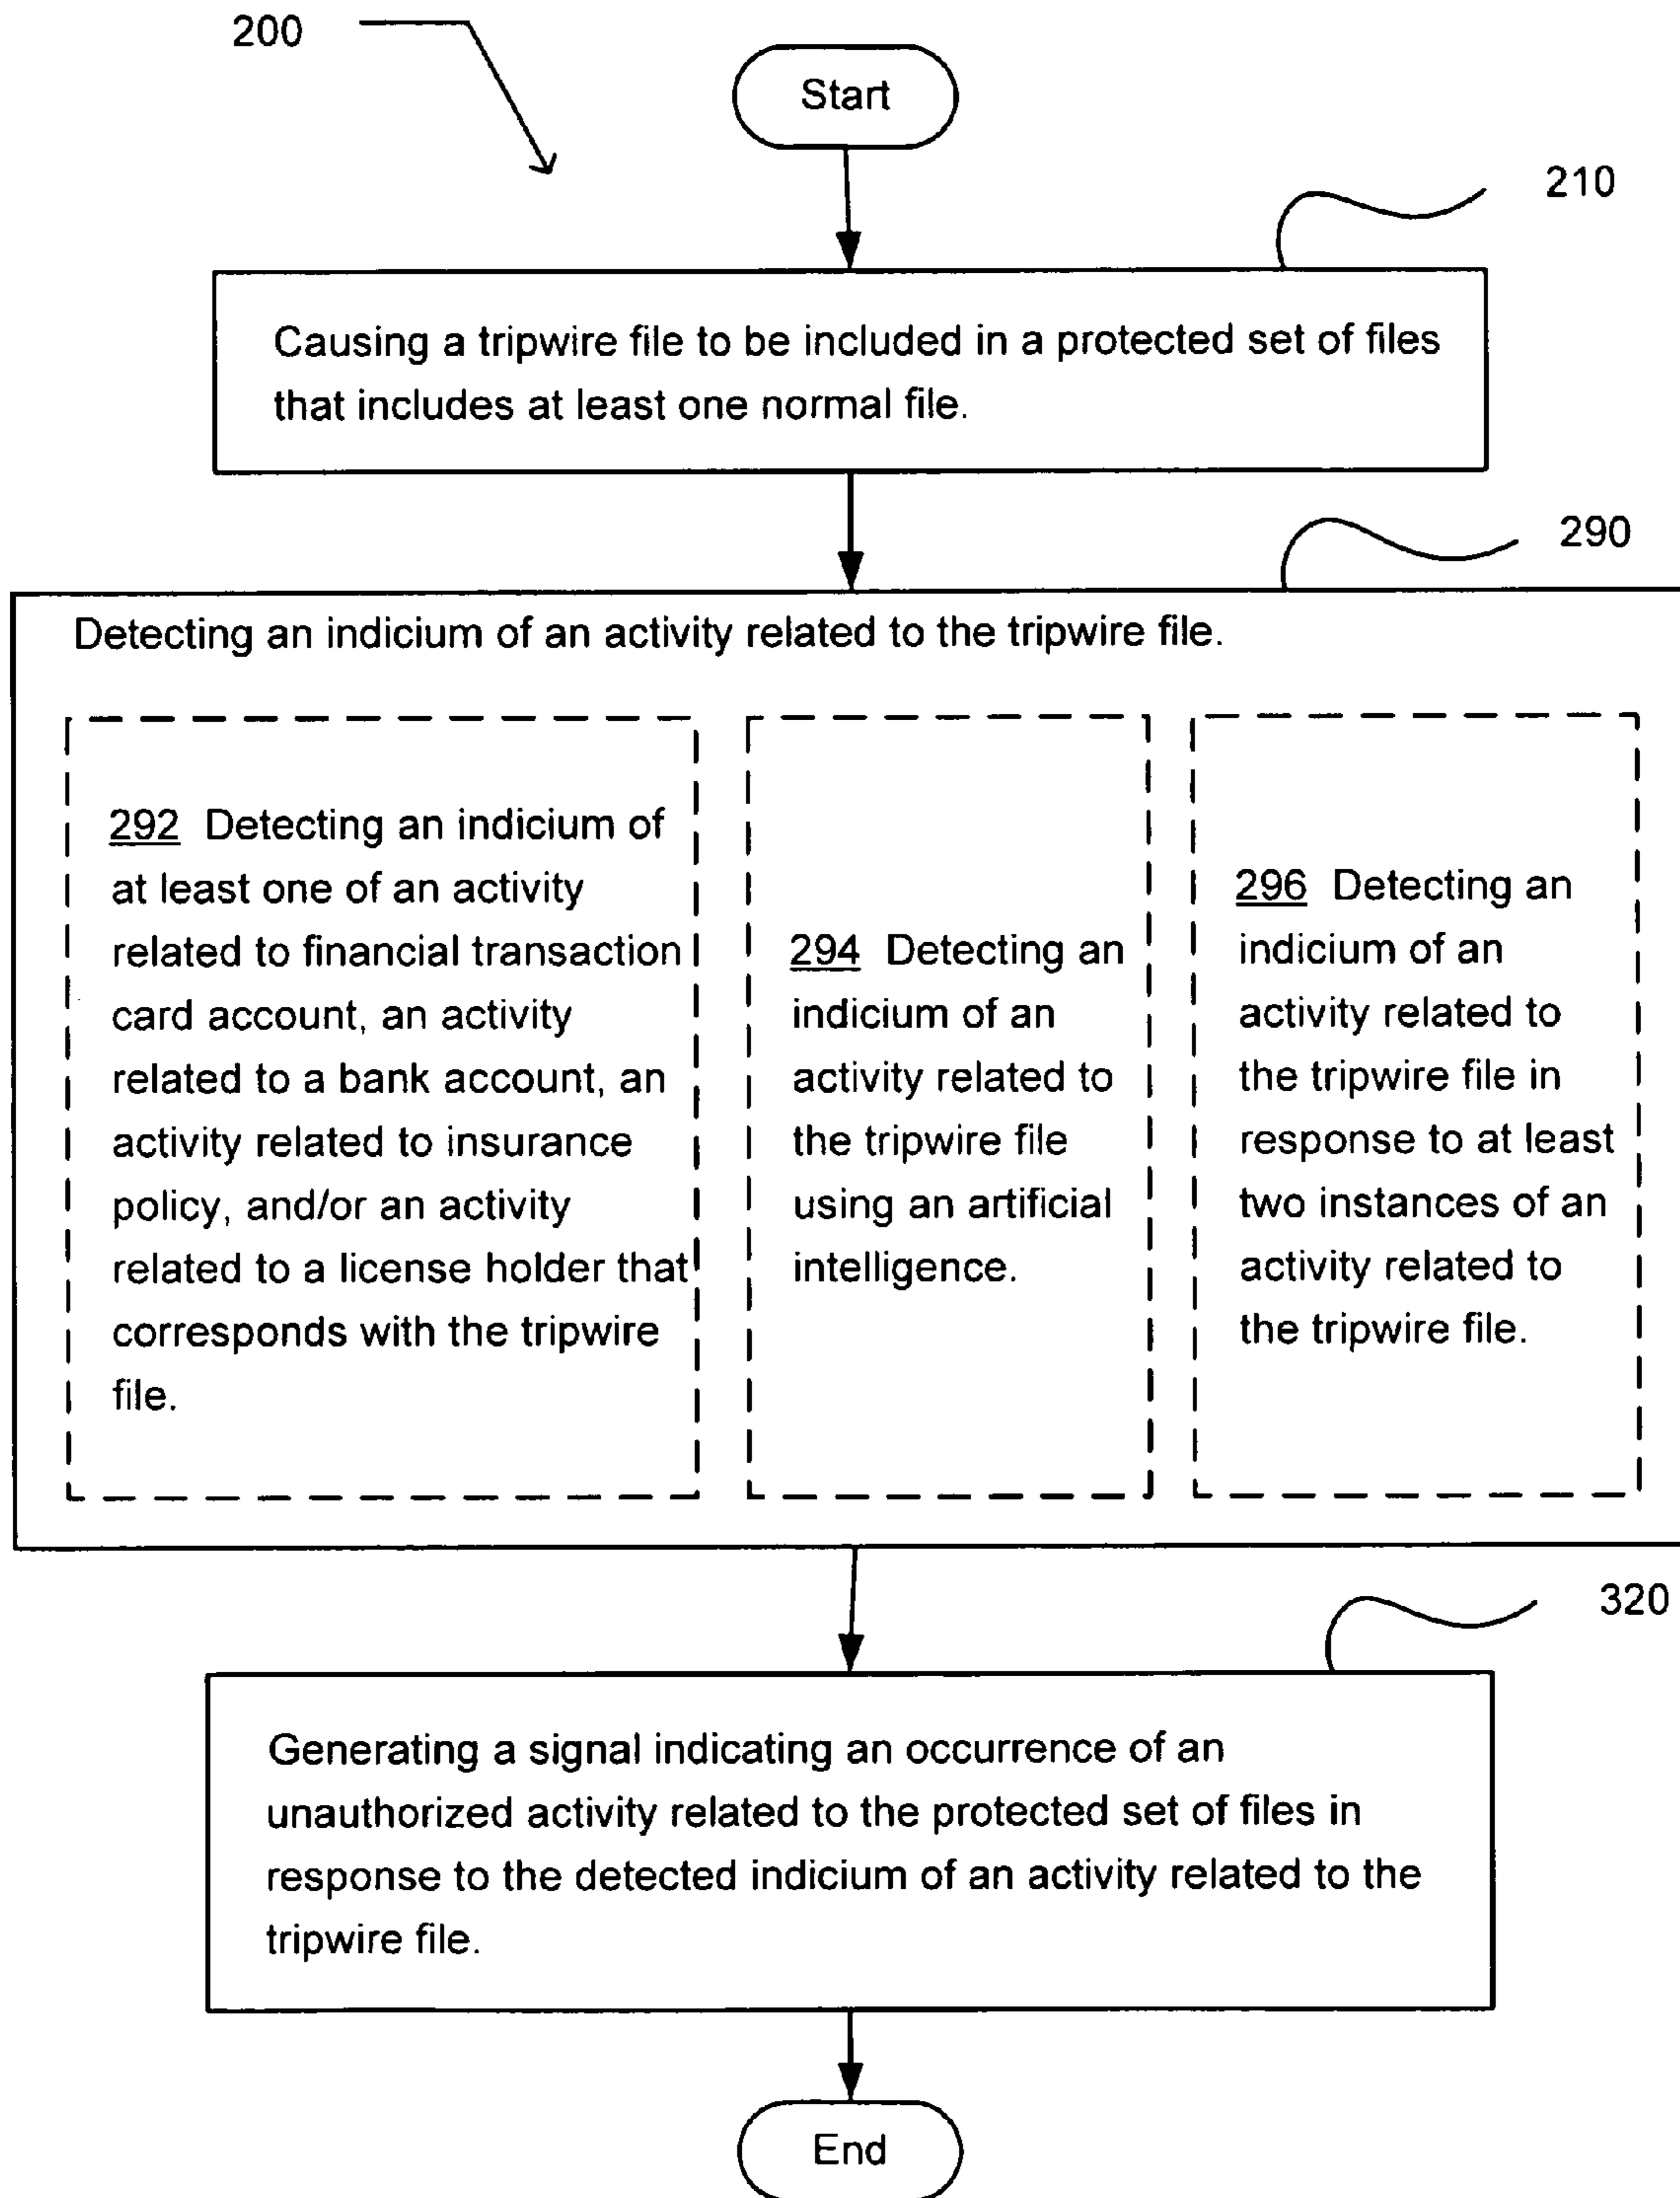 200
Start
210
Causing a tripwire file to be included in a protected set of files
that includes at least one normal file.
290
Detecting an indicium of an activity related to the tripwire file.
292 Detecting an indicium of
at least one of an activity
related to financial transaction
card account, an activity
related to a bank account, an
activity related to insurance
policy, and/or an activity
related to a license holder that
corresponds with the tripwire
file.
294 Detecting an
indicium of an
activity related to
the tripwire file
using an artificial
intelligence.
296 Detecting an
indicium of an
activity related to
the tripwire file in
response to at least
two instances of an
activity related to
the tripwire file.
320
Generating a signal indicating an occurrence of an
unauthorized activity related to the protected set of files in
response to the detected indicium of an activity related to the
tripwire file.
End